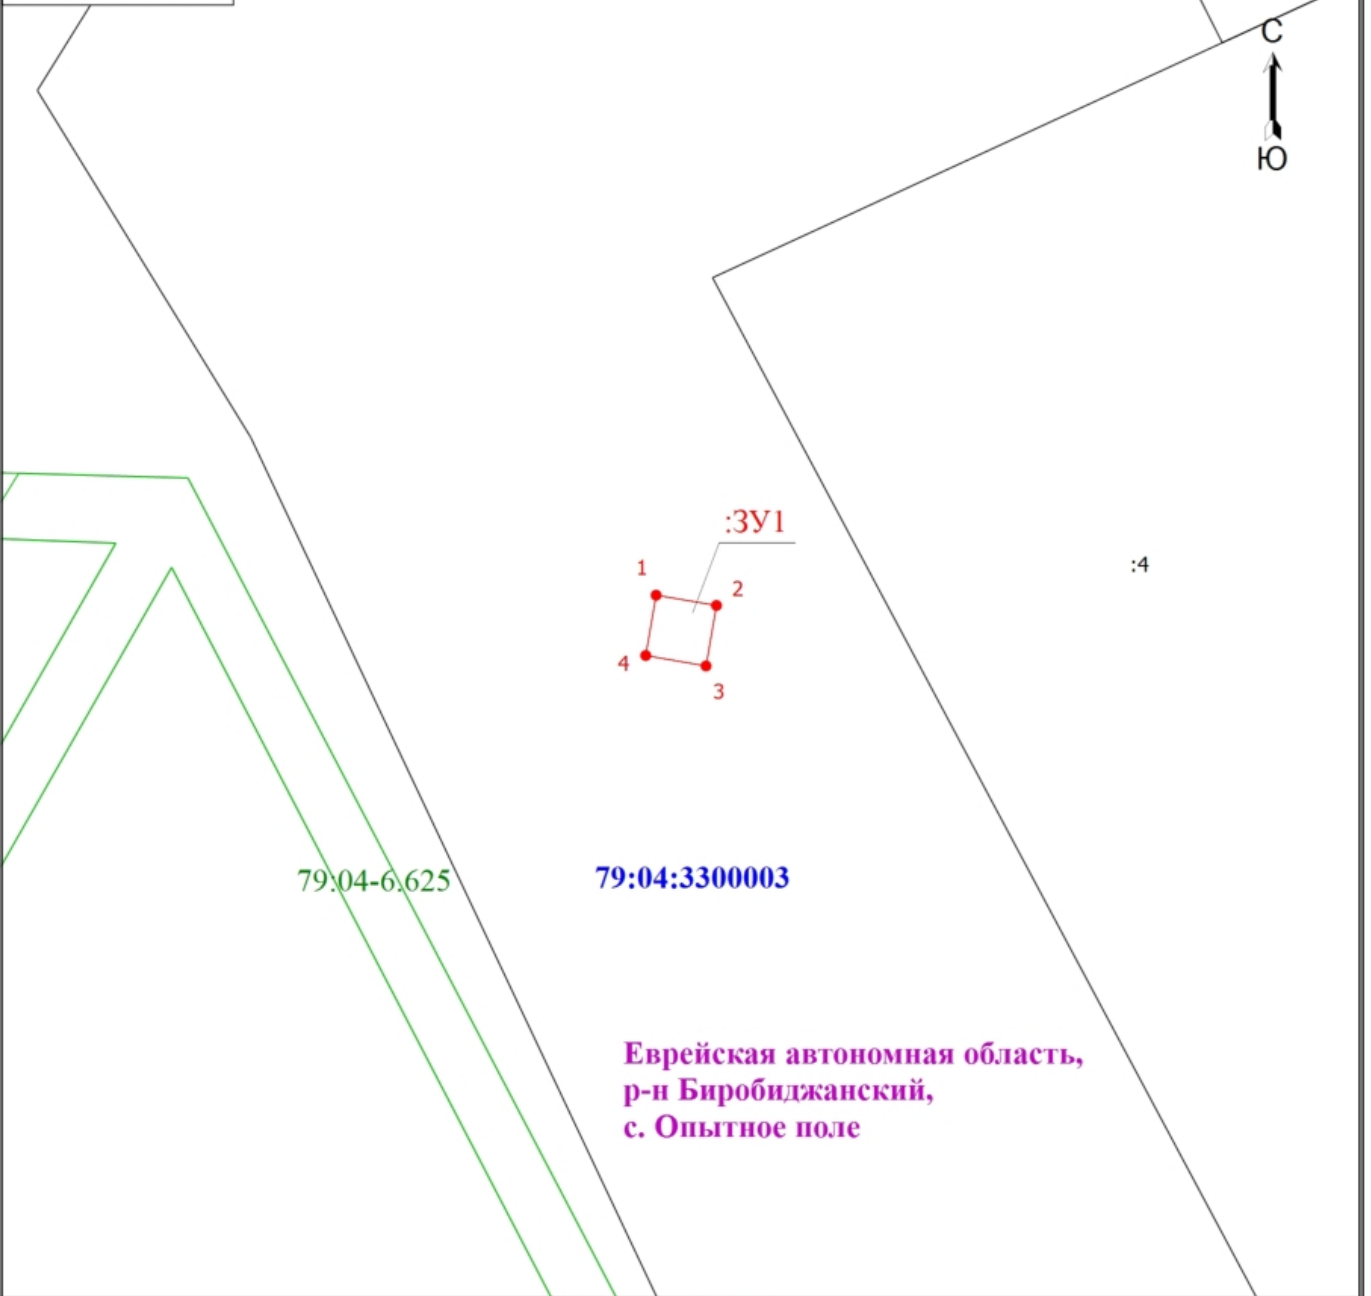 С
Ю
:ЗУ1
:4
1
2
4
3
79:04-6.625
79:04:3300003
Еврейская автономная область,
р-н Биробиджанский,
с. Опытное поле